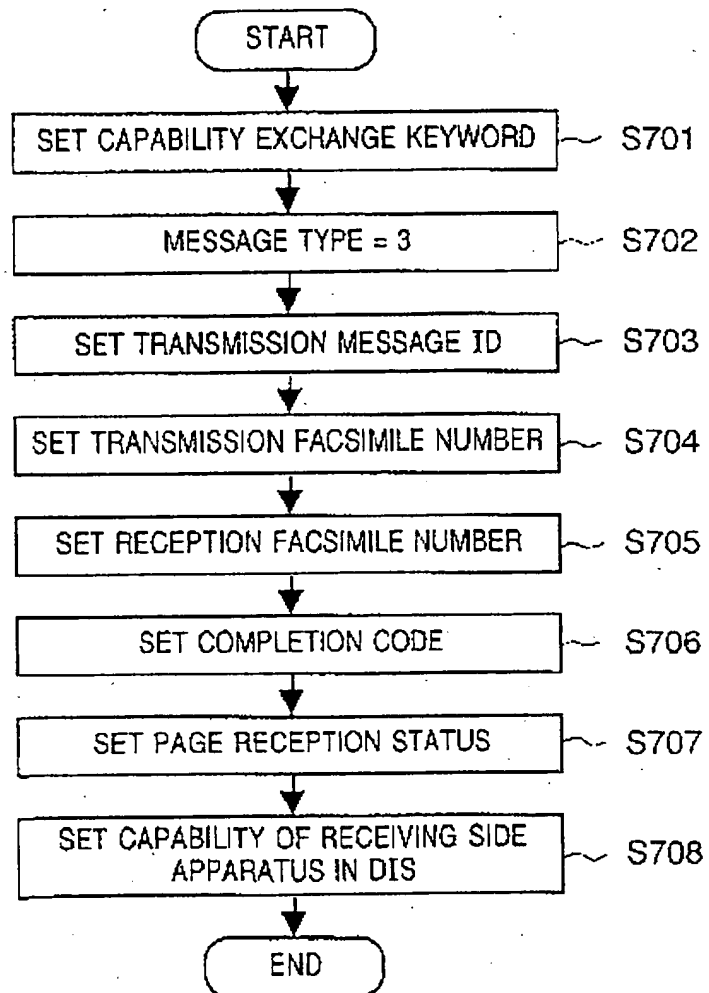 START
SET CAPABILITY EXCHANGE KEYWORD S701
MESSAGE TYPE = 3 S702
SET TRANSMISSION MESSAGE ID S703
SET TRANSMISSION FACSIMILE NUMBER S704
SET RECEPTION FACSIMILE NUMBER S705
SET COMPLETION CODE S706
SET PAGE RECEPTION STATUS S707
SET CAPABILITY OF RECEIVING SIDE
APPARATUS IN DIS S708
END